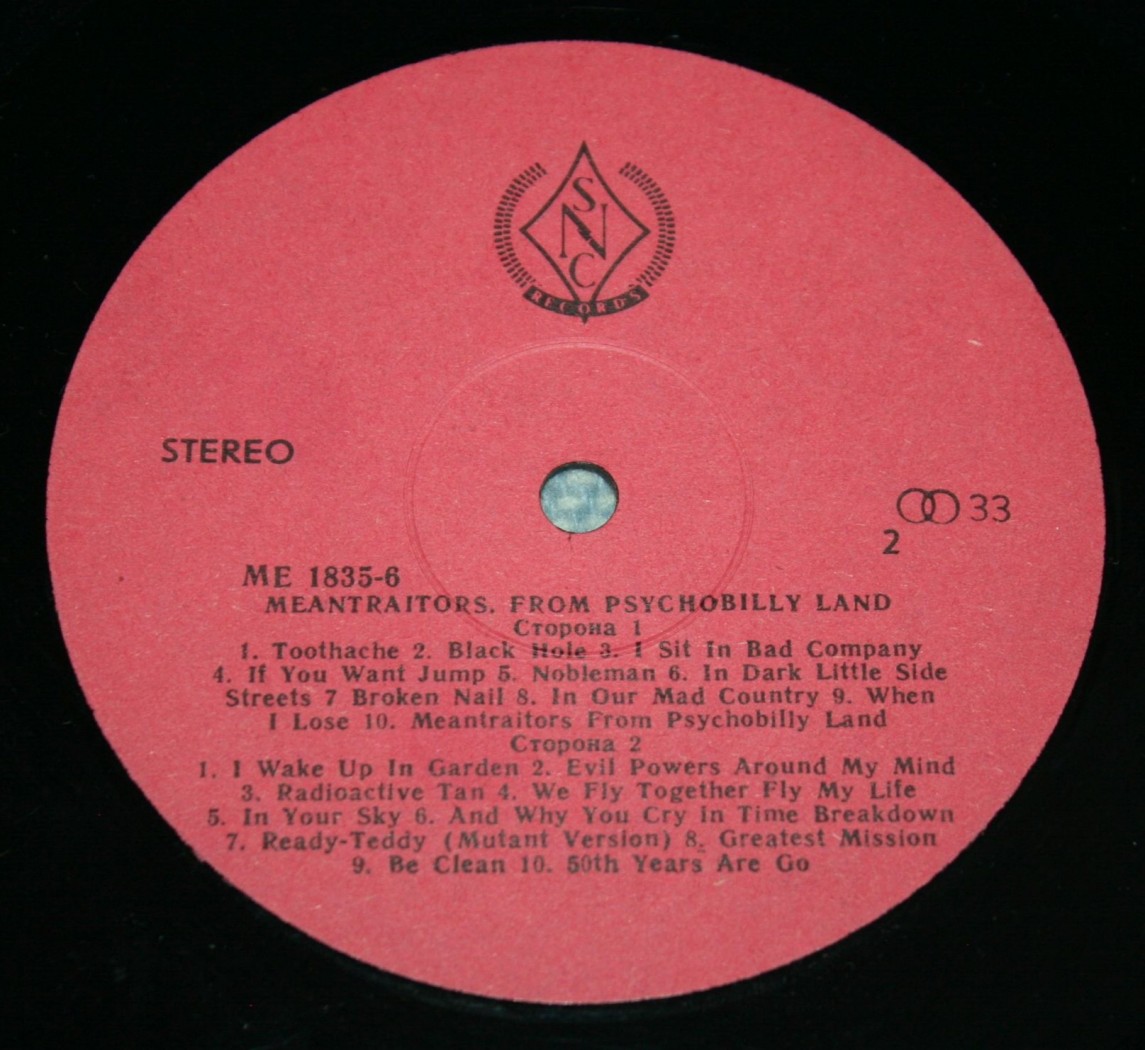 S
N
C
RECORDS
STEREO
33
2
ME 1835-6
MEANTRAITORS. FROM PSYCHOBILLY LAND
Сторона 1
1. Toothache 2. Black Hole 3. I Sit In Bad Company
4. If You Want Jump 5. Nobleman 6. In Dark Little Side
Streets 7 Broken Nail 8. In Our Mad Country 9. When
I Lose 10. Meantraitors From Psychobilly Land
Сторона 2
1. I Wake Up In Garden 2. Evil Powers Around My Mind
3. Radioactive Tan 4. We Fly Together Fly My Life
5. In Your Sky 6. And Why You Cry In Time Breakdown
7. Ready-Teddy (Mutant Version) 8. Greatest Mission
9. Be Clean 10. 50th Years Are Go